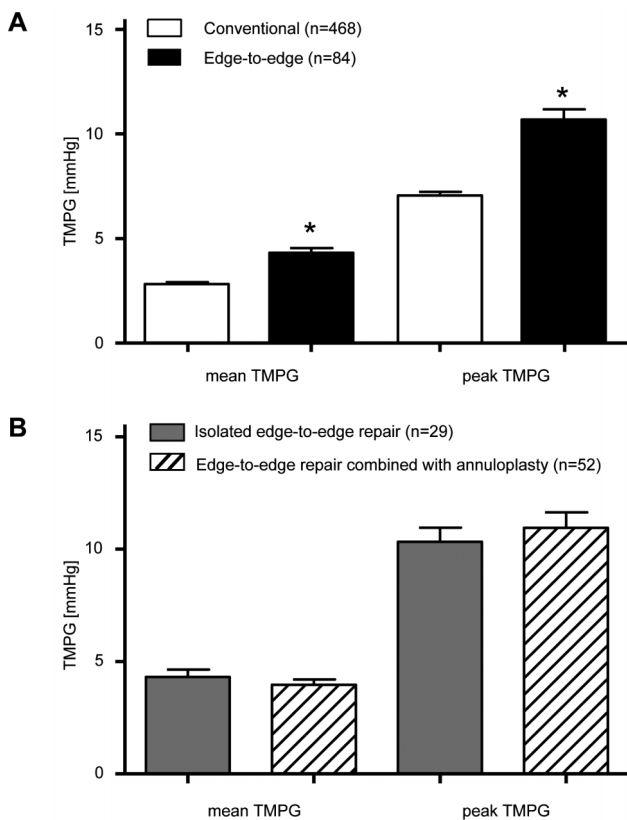 A
15
Conventional (n=468)
Edge-to-edge (n=84)
*
10
TMPG [mmHg]
*
5
0
mean TMPG
peak TMPG
B
15
Isolated edge-to-edge repair (n=29)
Edge-to-edge repair combined with annuloplasty (n=52)
10
TMPG [mmHg]
5
0
mean TMPG
peak TMPG